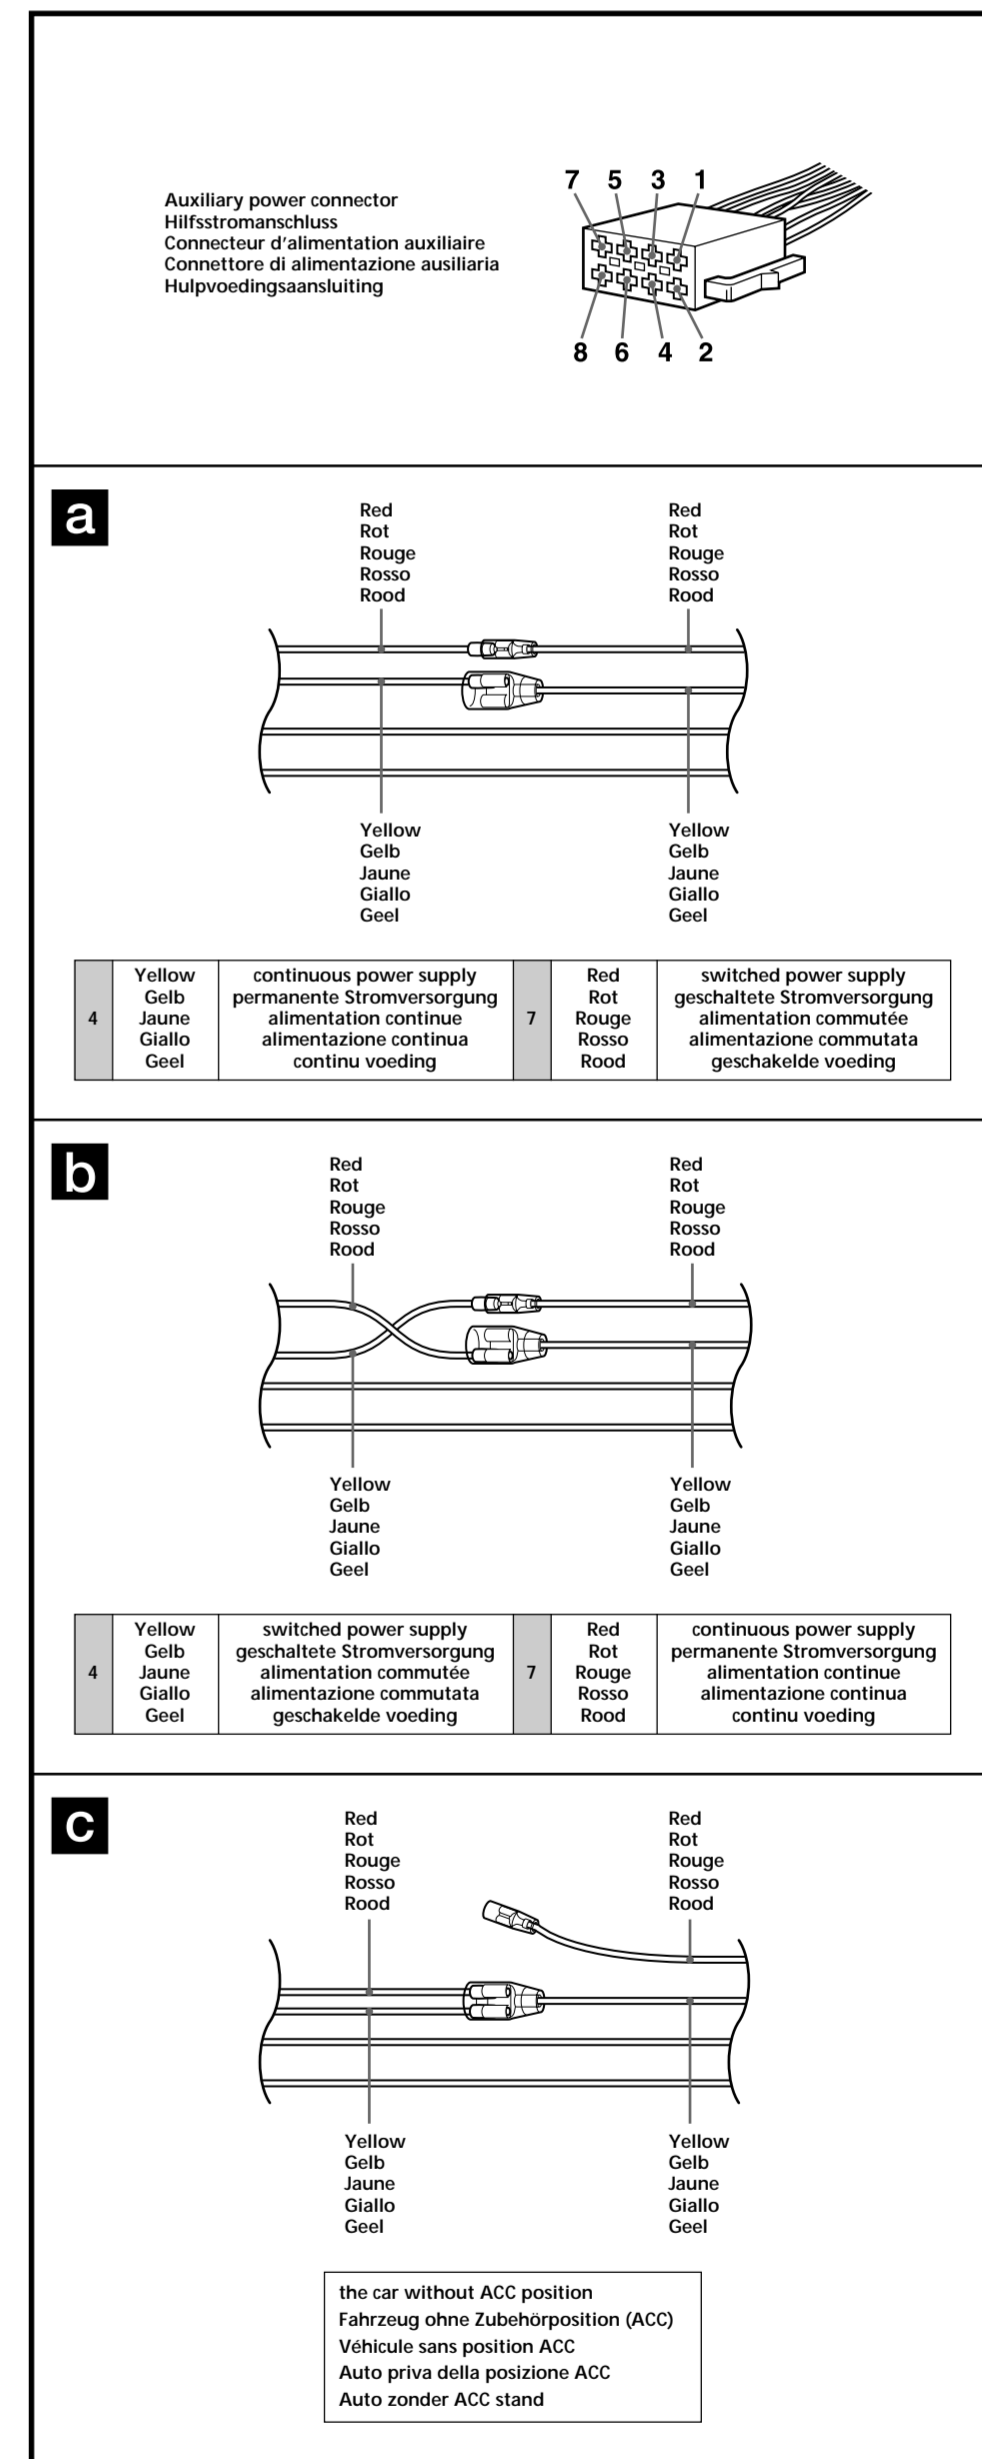 Auxiliary power connector
Hilfsstromanschluss
Connecteur d'alimentation auxiliaire
Connettore di alimentazione ausiliaria
Hulpvoedingsaansluiting
7 5 3 1
8 6 4 2
a
Red
Rot
Rouge
Rosso
Rood
Red
Rot
Rouge
Rosso
Rood
Yellow
Gelb
Jaune
Giallo
Geel
Yellow
Gelb
Jaune
Giallo
Geel
4
Yellow
Gelb
Jaune
Giallo
Geel
continuous power supply
permanente Stromversorgung
alimentation continue
alimentazione continua
continu voeding
7
Red
Rot
Rouge
Rosso
Rood
switched power supply
geschaltete Stromversorgung
alimentation commutée
alimentazione commutata
geschakelde voeding
b
Red
Rot
Rouge
Rosso
Rood
Red
Rot
Rouge
Rosso
Rood
Yellow
Gelb
Jaune
Giallo
Geel
Yellow
Gelb
Jaune
Giallo
Geel
4
Yellow
Gelb
Jaune
Giallo
Geel
switched power supply
geschaltete Stromversorgung
alimentation commutée
alimentazione commutata
geschakelde voeding
7
Red
Rot
Rouge
Rosso
Rood
continuous power supply
permanente Stromversorgung
alimentation continue
alimentazione continua
continu voeding
c
Red
Rot
Rouge
Rosso
Rood
Red
Rot
Rouge
Rosso
Rood
Yellow
Gelb
Jaune
Giallo
Geel
Yellow
Gelb
Jaune
Giallo
Geel
the car without ACC position
Fahrzeug ohne Zubehörposition (ACC)
Véhicule sans position ACC
Auto priva della posizione ACC
Auto zonder ACC stand